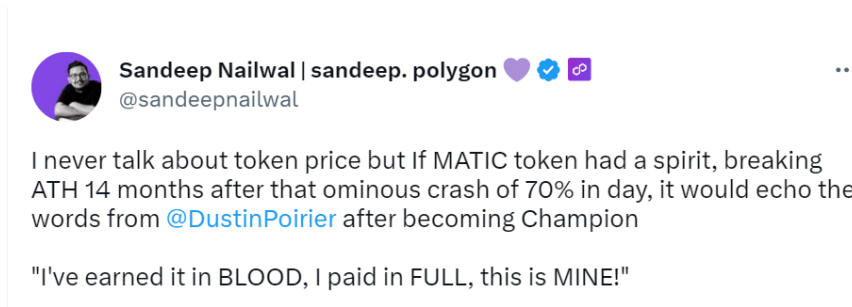 Sandeep Nailwal | sandeep. polygon
@sandeepnailwal
I never talk about token price but If MATIC token had a spirit, breaking
ATH 14 months after that ominous crash of 70% in day, it would echo the
words from @DustinPoirier after becoming Champion
"I've earned it in BLOOD, I paid in FULL, this is MINE!"